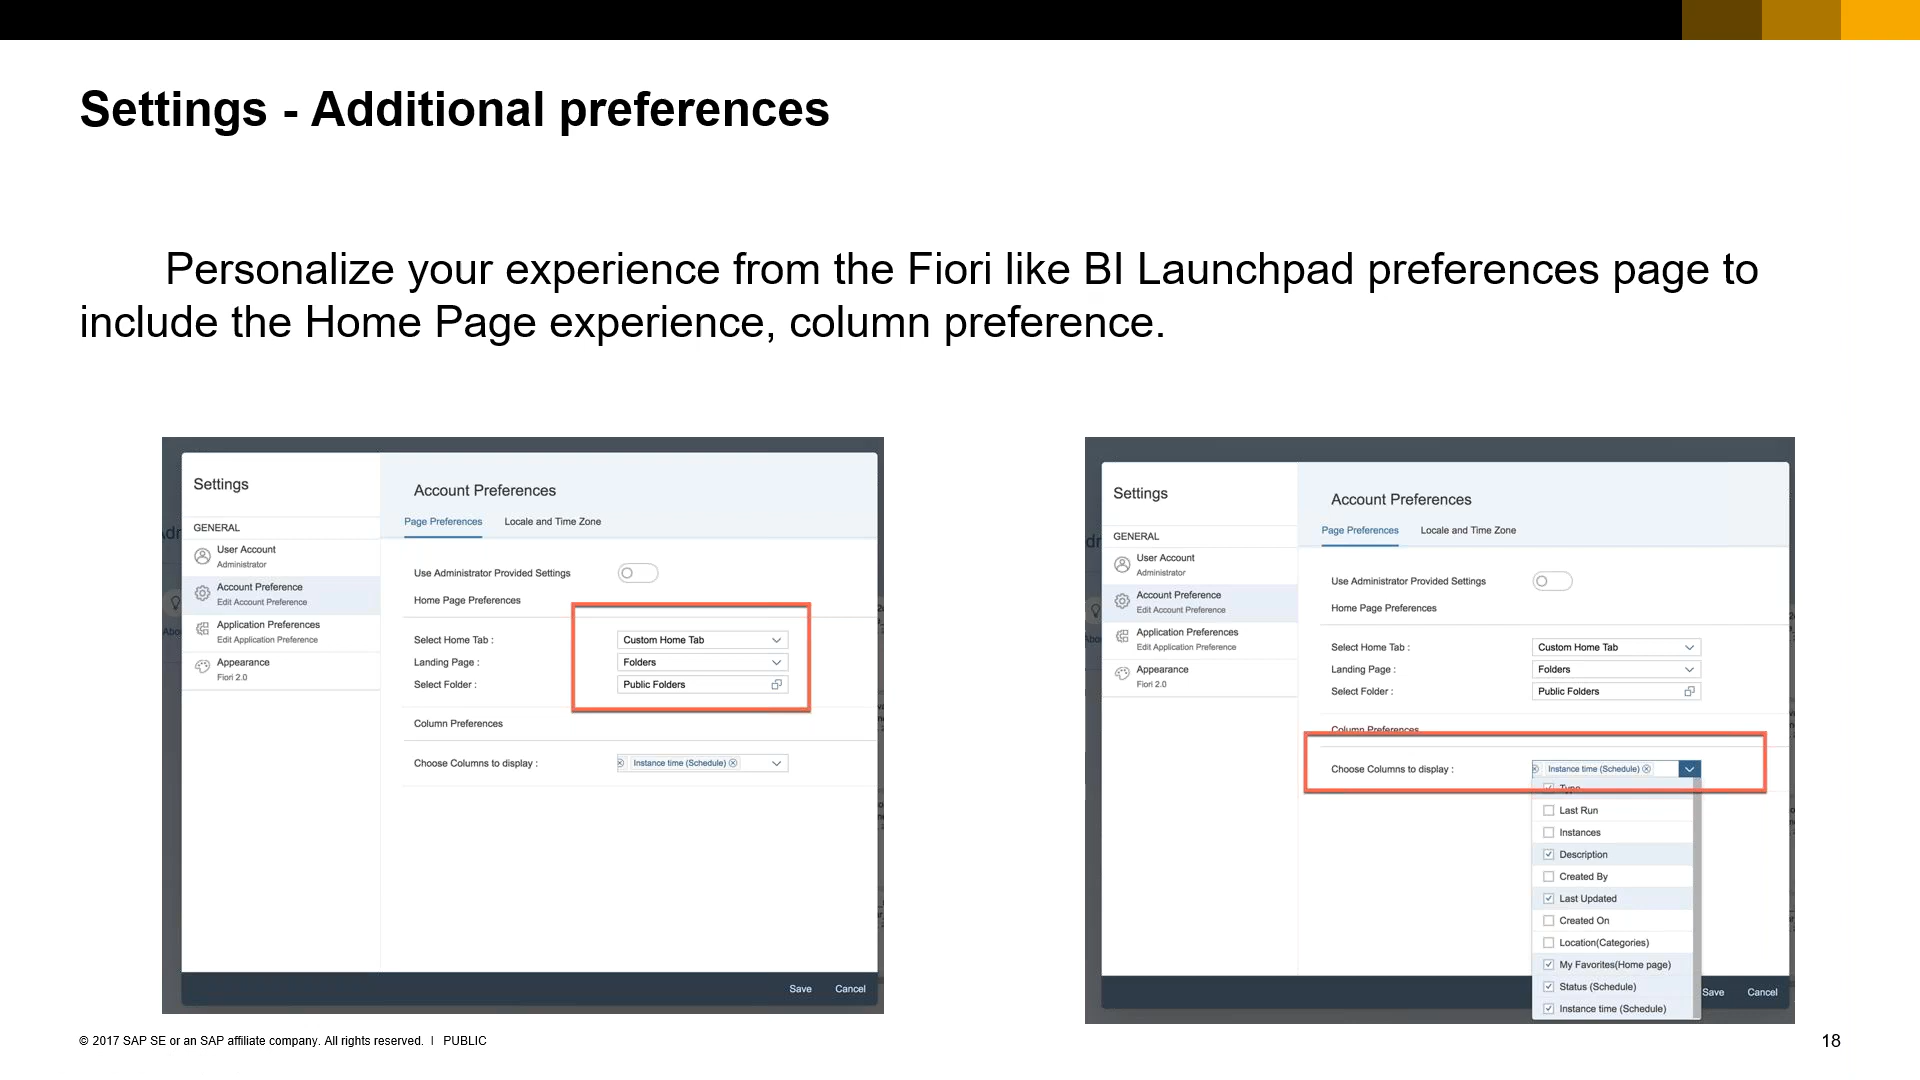 Settings - Additional preferences
Personalize your experience from the Fiori like BI Launchpad preferences page to
include the Home Page experience, column preference.
Settings
GENERAL
User Account
Administrator
Account Preference
Edit Account Preference
Application Preferences
Edit Application Preference
Appearance
Fiori 2.0
Account Preferences
Page Preferences Locale and Time Zone
Use Administrator Provided Settings
Home Page Preferences
Select Home Tab : Custom Home Tab
Landing Page : Folders
Select Folder : Public Folders
Column Preferences
Choose Columns to display : Instance time (Schedule)
Save Cancel
Settings
GENERAL
User Account
Administrator
Account Preference
Edit Account Preference
Application Preferences
Edit Application Preference
Appearance
Fiori 2.0
Account Preferences
Page Preferences Locale and Time Zone
Use Administrator Provided Settings
Home Page Preferences
Select Home Tab : Custom Home Tab
Landing Page : Folders
Select Folder : Public Folders
Column Preferences
Choose Columns to display : Instance time (Schedule)
Type
Last Run
Instances
Description
Created By
Last Updated
Created On
Location(Categories)
My Favorites(Home page)
Status (Schedule)
Instance time (Schedule)
Save Cancel
© 2017 SAP SE or an SAP affiliate company. All rights reserved. I PUBLIC
18